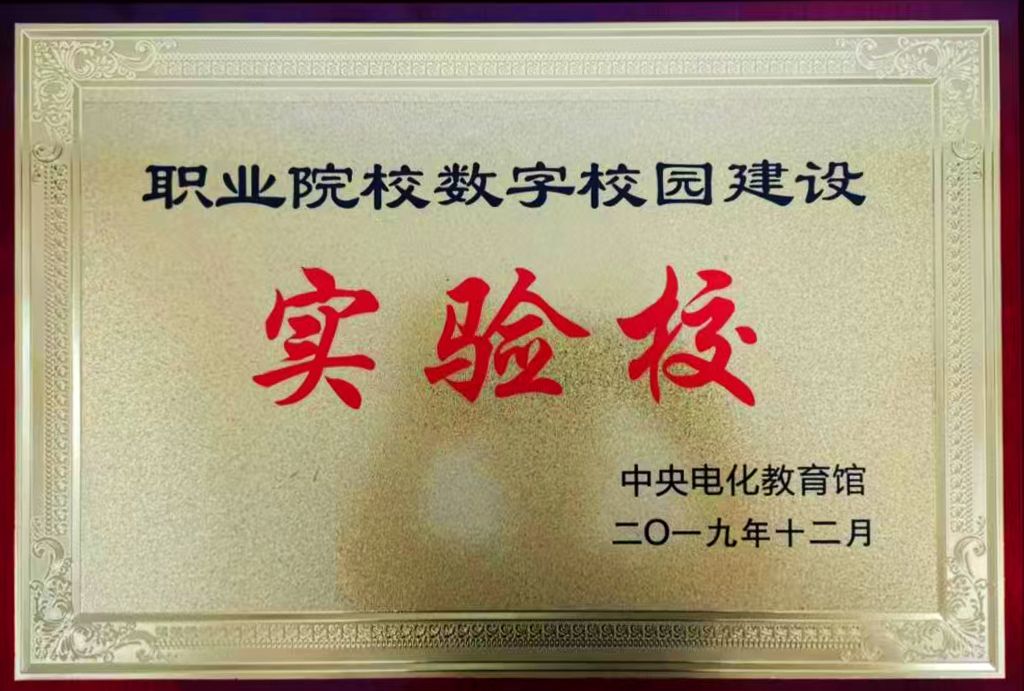 职业院校数字校园建设
实验校
中央电化教育馆
二〇一九年十二月